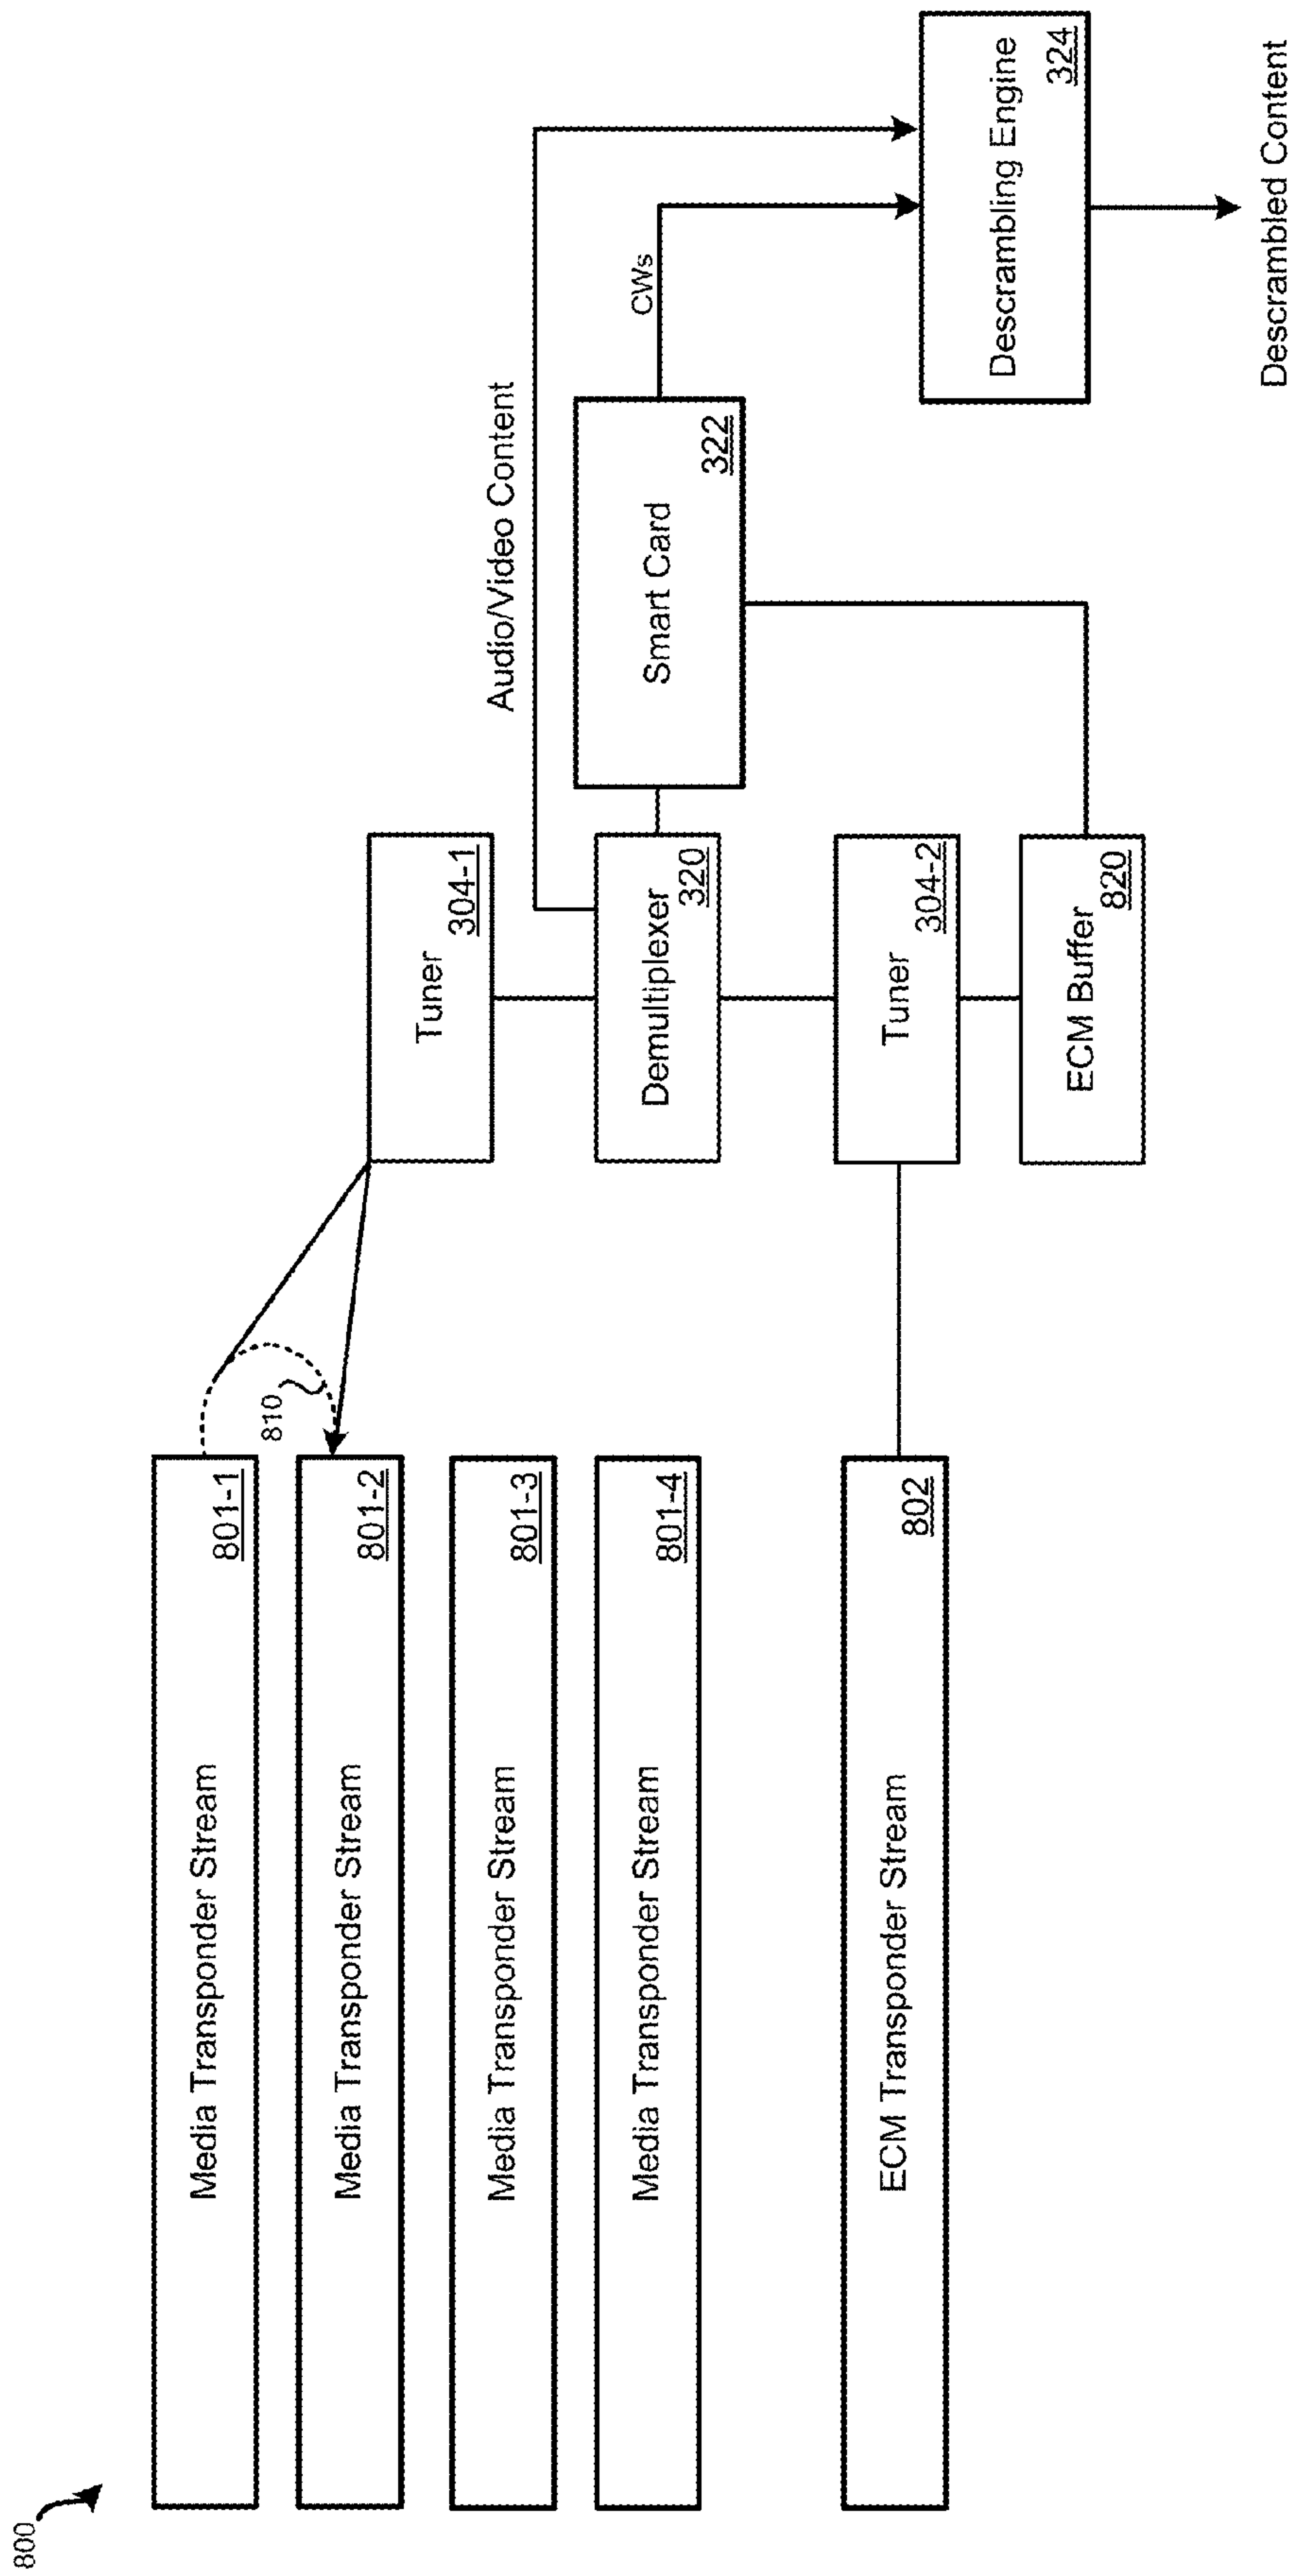 800
Media Transponder Stream
801-1
Media Transponder Stream
801-2
Media Transponder Stream
801-3
Media Transponder Stream
801-4
ECM Transponder Stream
802
810
Tuner
304-1
Demultiplexer
320
Tuner
304-2
ECM Buffer
820
Audio/Video Content
Smart Card
322
CWs
Descrambling Engine
324
Descrambled Content